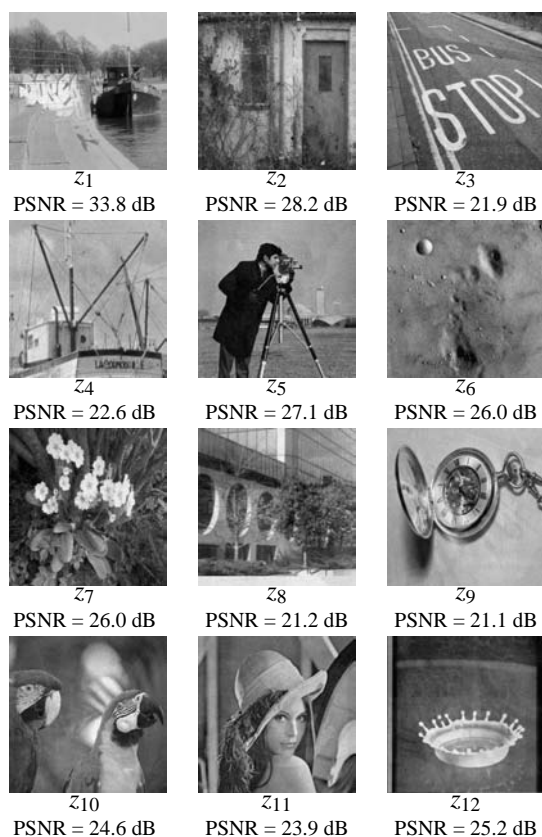 BUS
STOP
z1
PSNR = 33.8 dB
z2
PSNR = 28.2 dB
z3
PSNR = 21.9 dB
z4
PSNR = 22.6 dB
z5
PSNR = 27.1 dB
z6
PSNR = 26.0 dB
z7
PSNR = 26.0 dB
z8
PSNR = 21.2 dB
z9
PSNR = 21.1 dB
z10
PSNR = 24.6 dB
z11
PSNR = 23.9 dB
z12
PSNR = 25.2 dB